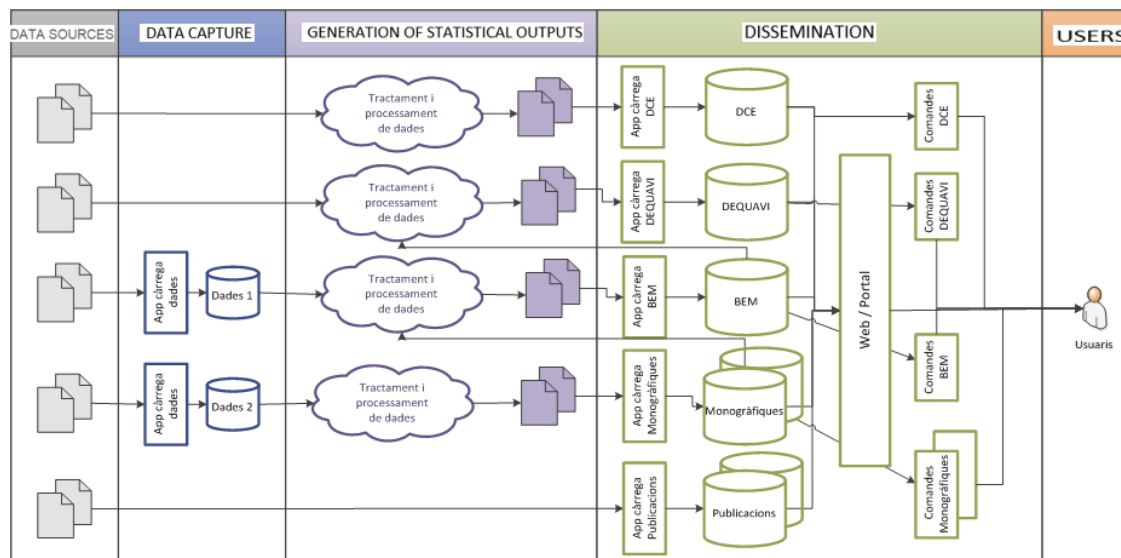 DATA SOURCES
DATA CAPTURE
GENERATION OF STATISTICAL OUTPUTS
DISSEMINATION
USERS
Tractament i
processament
de dades
App càrrega
DCE
DCE
Comandes
DCE
Tractament i
processament
de dades
App càrrega
DEQUAVI
DEQUAVI
Comandes
DEQUAVI
App càrrega
dades
Dades 1
Tractament i
processament
de dades
App càrrega
BEM
BEM
Web / Portal
Comandes
BEM
Usuaris
App càrrega
dades
Dades 2
Tractament i
processament
de dades
App càrrega
Monogràfiques
Monogràfiques
Comandes
Monogràfiques
App càrrega
Publicacions
Publicacions